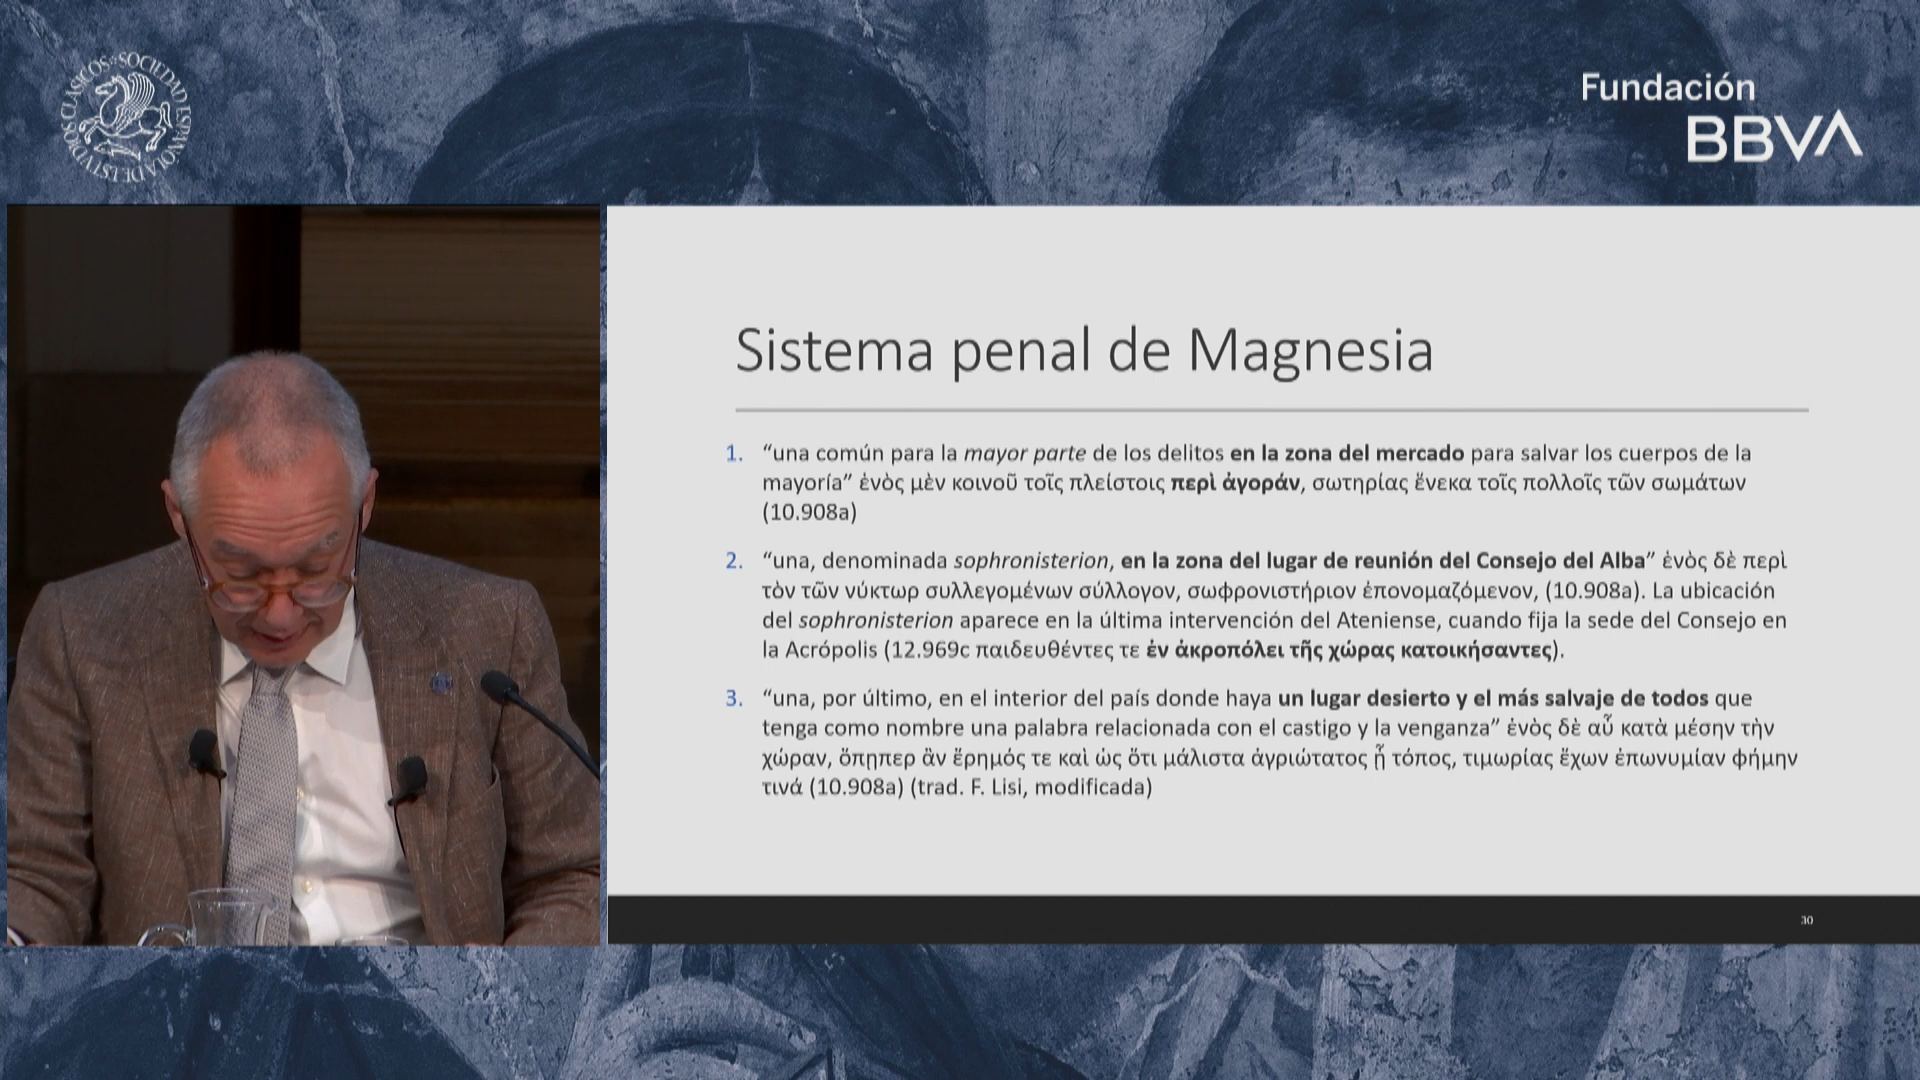 SOCIEDAD ESPAÑOLA DE ESTVDIOS CLÁSICOS
Fundación
BBVA
Sistema penal de Magnesia
1. “una común para la mayor parte de los delitos en la zona del mercado para salvar los cuerpos de la
mayoría” ἑνὸς μὲν κοινοῦ τοῖς πλείστοις περὶ ἀγοράν, σωτηρίας ἕνεκα τοῖς πολλοῖς τῶν σωμάτων
(10.908a)
2. “una, denominada sophronisterion, en la zona del lugar de reunión del Consejo del Alba” ἑνὸς δὲ περὶ
τὸν τῶν νύκτωρ συλλεγομένων σύλλογον, σωφρονιστήριον ἐπονομαζόμενον, (10.908a). La ubicación
del sophronisterion aparece en la última intervención del Ateniense, cuando fija la sede del Consejo en
la Acrópolis (12.969c παιδευθέντες τε ἐν ἀκροπόλει τῆς χώρας κατοικήσαντες).
3. “una, por último, en el interior del país donde haya un lugar desierto y el más salvaje de todos que
tenga como nombre una palabra relacionada con el castigo y la venganza” ἑνὸς δὲ αὖ κατὰ μέσην τὴν
χώραν, ὅπῃπερ ἂν ἔρημός τε καὶ ὡς ὅτι μάλιστα ἀγριώτατος ᾖ τόπος, τιμωρίας ἔχων ἐπωνυμίαν φήμην
τινά (10.908a) (trad. F. Lisi, modificada)
30